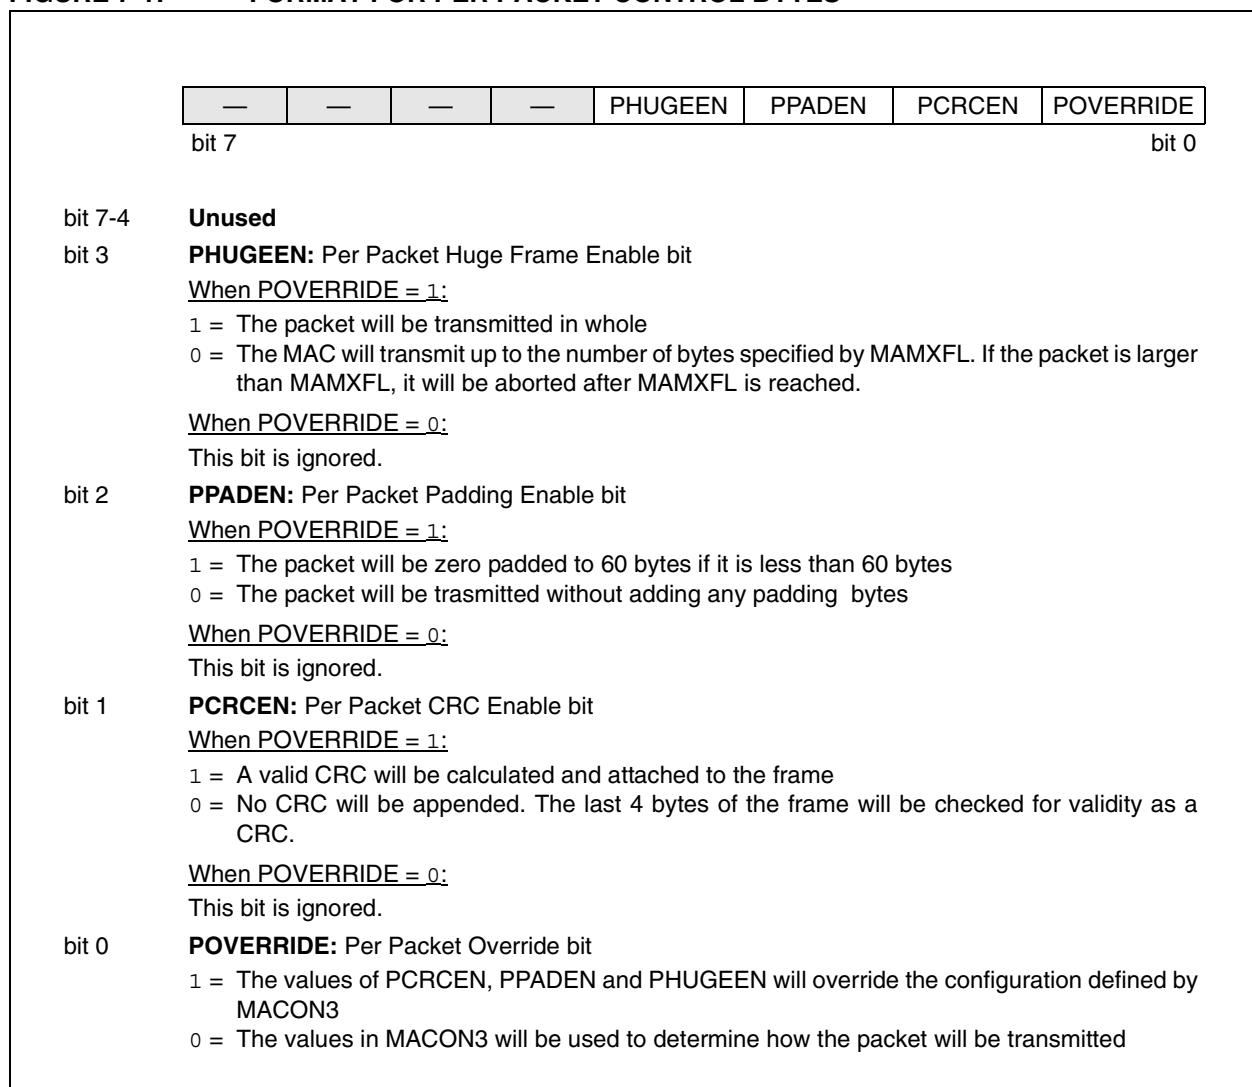 — — — — PHUGEEN PPADEN PCRCEN POVERRIDE
bit 7 bit 0
bit 7-4 Unused
bit 3 PHUGEEN: Per Packet Huge Frame Enable bit
When POVERRIDE = 1:
1 = The packet will be transmitted in whole
0 = The MAC will transmit up to the number of bytes specified by MAMXFL. If the packet is larger
than MAMXFL, it will be aborted after MAMXFL is reached.
When POVERRIDE = 0:
This bit is ignored.
bit 2 PPADEN: Per Packet Padding Enable bit
When POVERRIDE = 1:
1 = The packet will be zero padded to 60 bytes if it is less than 60 bytes
0 = The packet will be trasmitted without adding any padding bytes
When POVERRIDE = 0:
This bit is ignored.
bit 1 PCRCEN: Per Packet CRC Enable bit
When POVERRIDE = 1:
1 = A valid CRC will be calculated and attached to the frame
0 = No CRC will be appended. The last 4 bytes of the frame will be checked for validity as a
CRC.
When POVERRIDE = 0:
This bit is ignored.
bit 0 POVERRIDE: Per Packet Override bit
1 = The values of PCRCEN, PPADEN and PHUGEEN will override the configuration defined by
MACON3
0 = The values in MACON3 will be used to determine how the packet will be transmitted